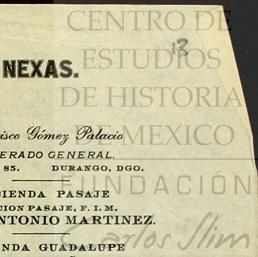 CENTRO DE
ESTUDIOS
13
NEXAS.
DE HISTORIA
isco Gómez Palacio
DE MEXICO
ERADO GENERAL,
85. DURANGO, DGO.
FUNDACIÓN
CIENDA PASAJE
CION PASAJE, F. I. M.
ANTONIO MARTINEZ.
Carlos Slim
NDA GUADALUPE